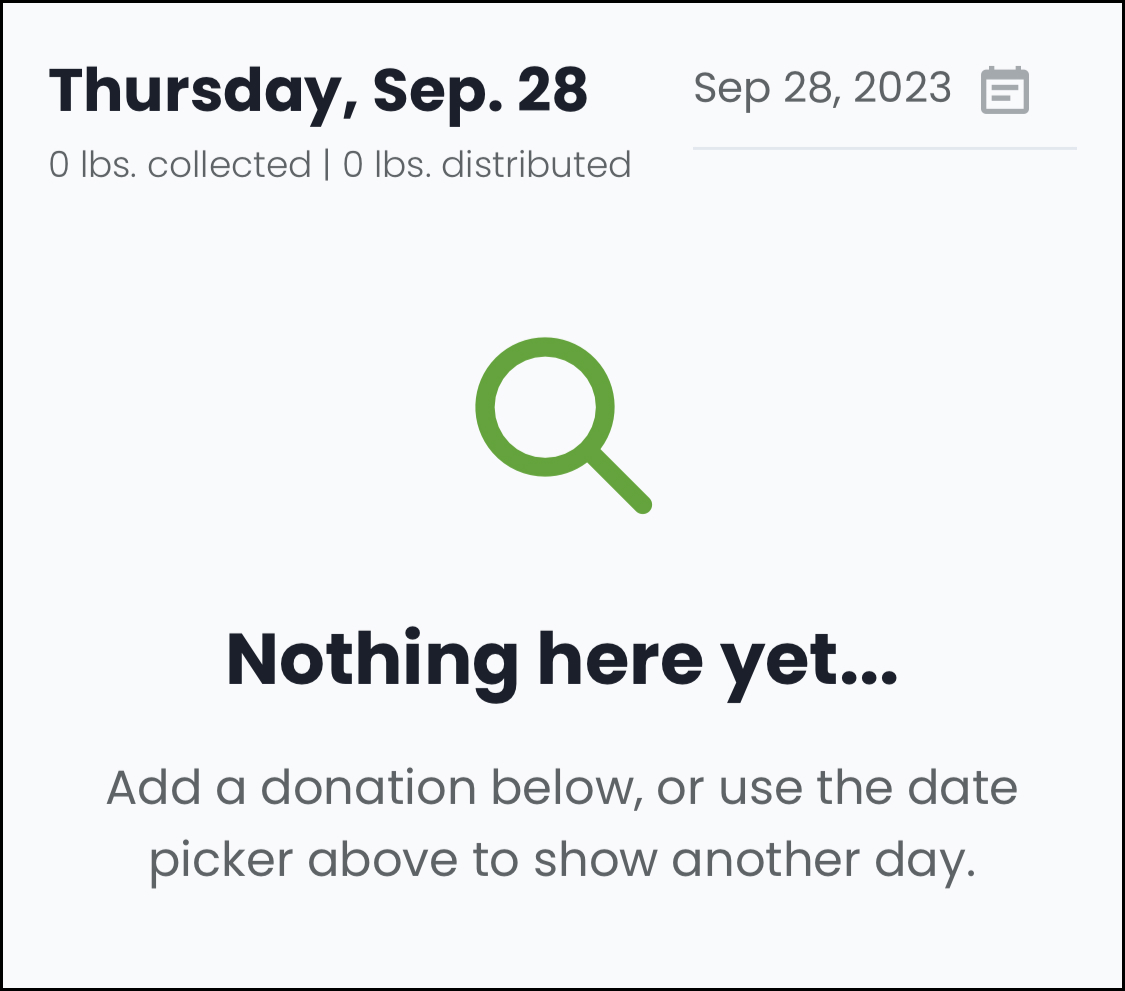 Thursday, Sep. 28
Sep 28, 2023
0 lbs. collected | 0 lbs. distributed
Nothing here yet...
Add a donation below, or use the date
picker above to show another day.